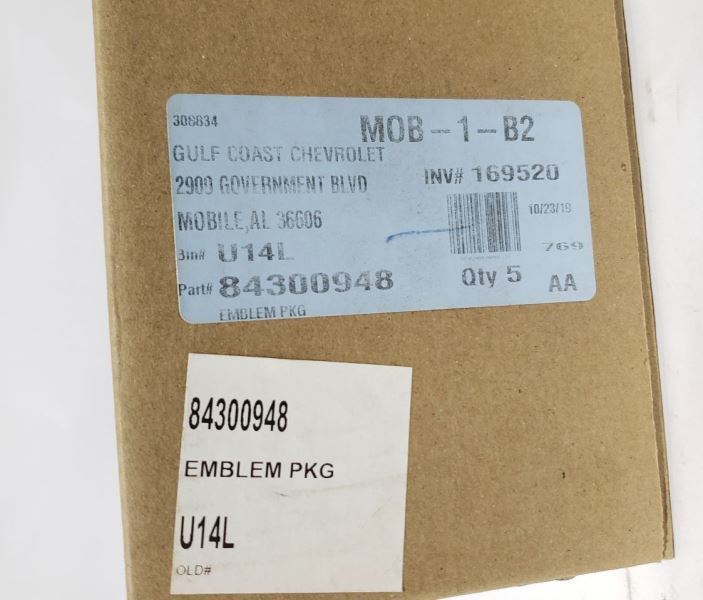 308834
MOB-1-B2
GULF COAST CHEVROLET
2900 GOVERNMENT BLVD
INV# 169520
MOBILE,AL 36606
10/23/19
Bin# U14L
769
Part# 84300948
Qty 5
AA
EMBLEM PKG
84300948
EMBLEM PKG
U14L
OLD#